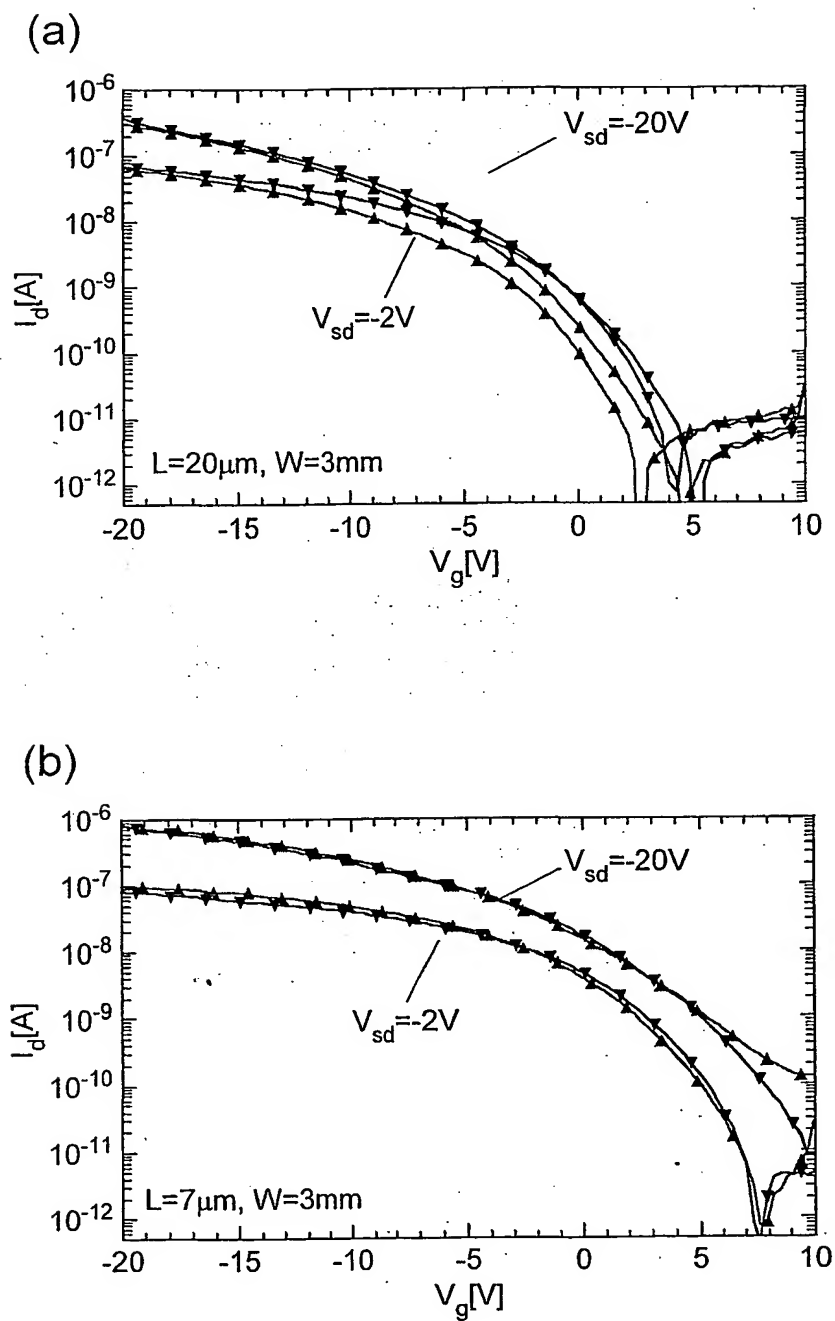 (a)
10^-6
10^-7
10^-8
10^-9
10^-10
10^-11
10^-12
I_d[A]
V_sd=-20V
V_sd=-2V
L=20µm, W=3mm
-20 -15 -10 -5 0 5 10
V_g[V]
(b)
10^-6
10^-7
10^-8
10^-9
10^-10
10^-11
10^-12
I_d[A]
V_sd=-20V
V_sd=-2V
L=7µm, W=3mm
-20 -15 -10 -5 0 5 10
V_g[V]